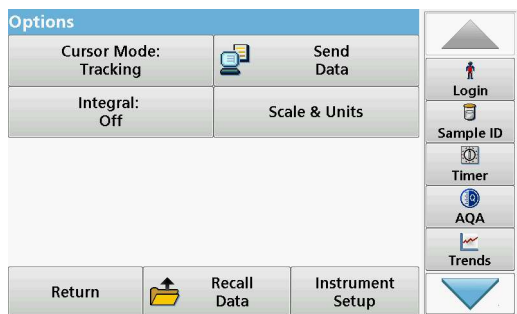 Options
Cursor Mode:
Tracking
Send
Data
Integral:
Off
Scale & Units
Return
Recall
Data
Instrument
Setup
Login
Sample ID
Timer
AQA
Trends